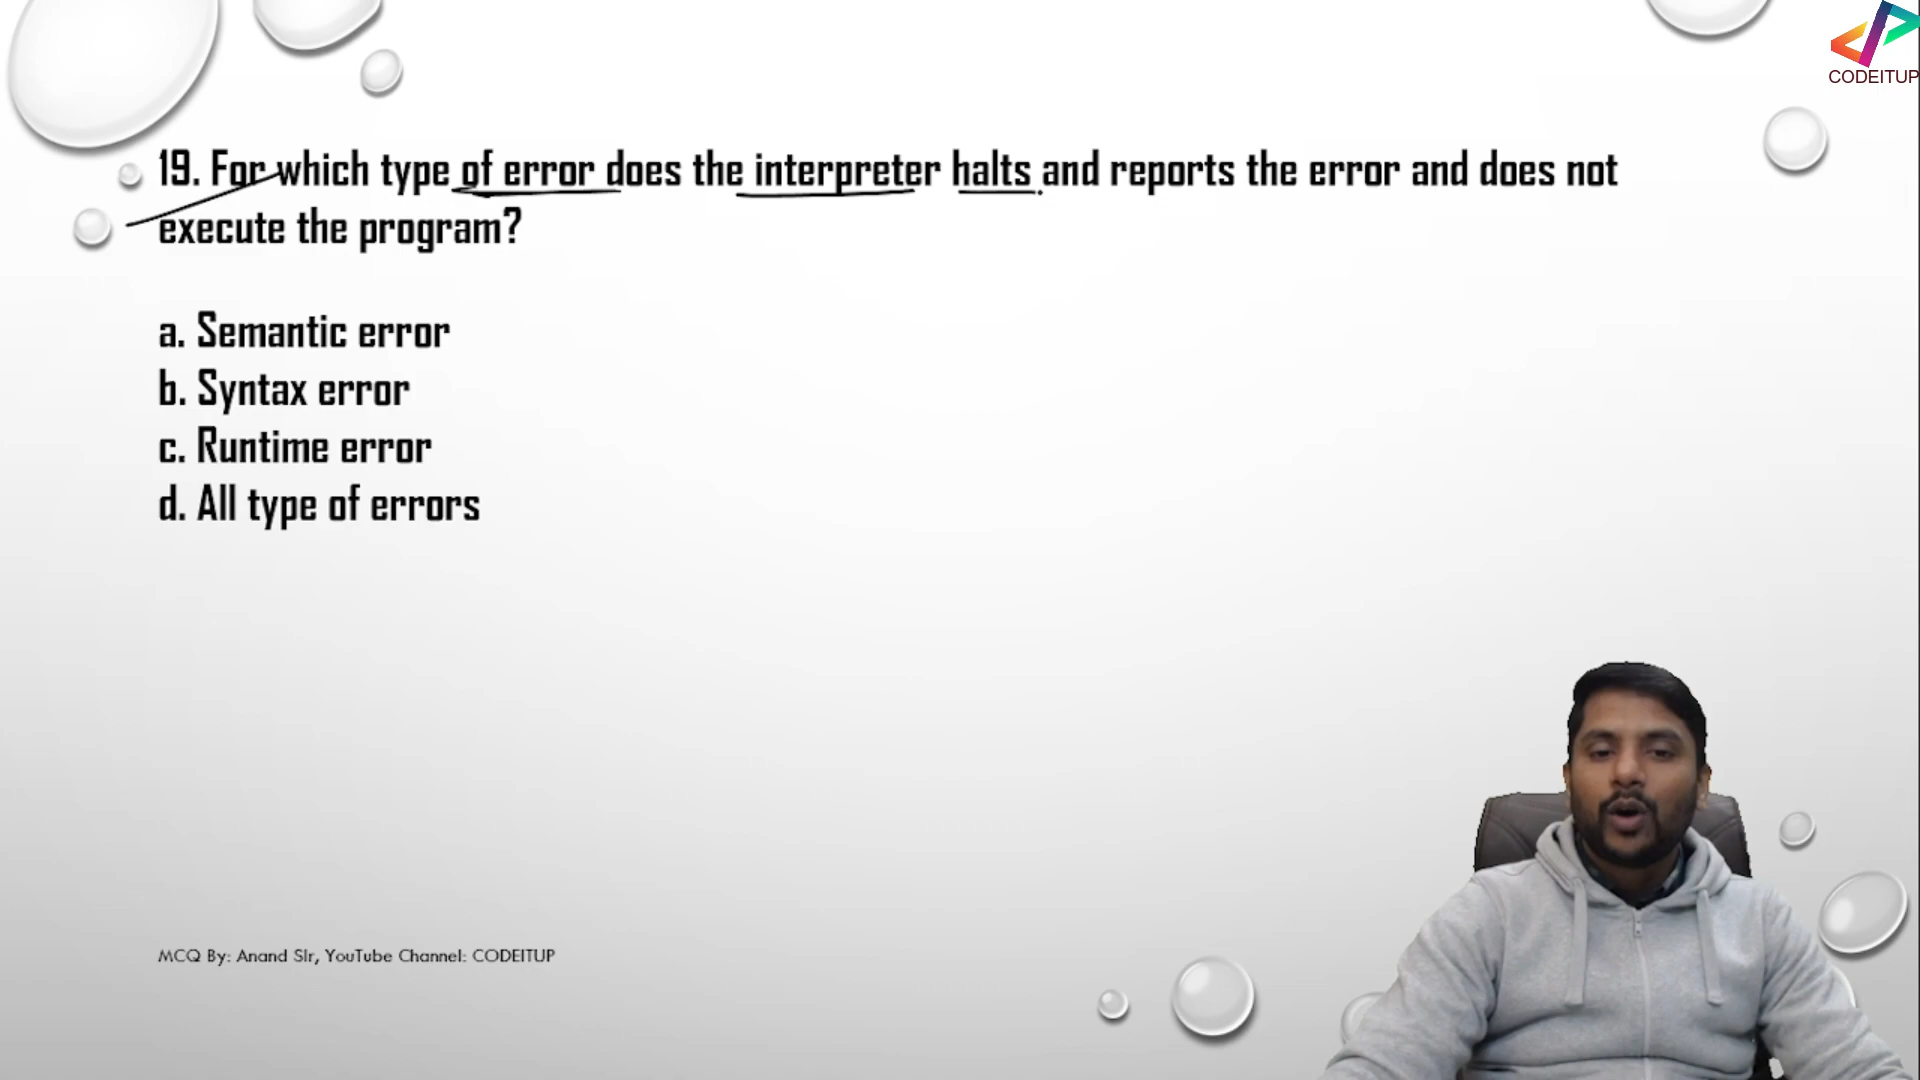 CODEITUP
19. For which type of error does the interpreter halts and reports the error and does not
execute the program?
a. Semantic error
b. Syntax error
c. Runtime error
d. All type of errors
MCQ By: Anand SIr, YouTube Channel: CODEITUP